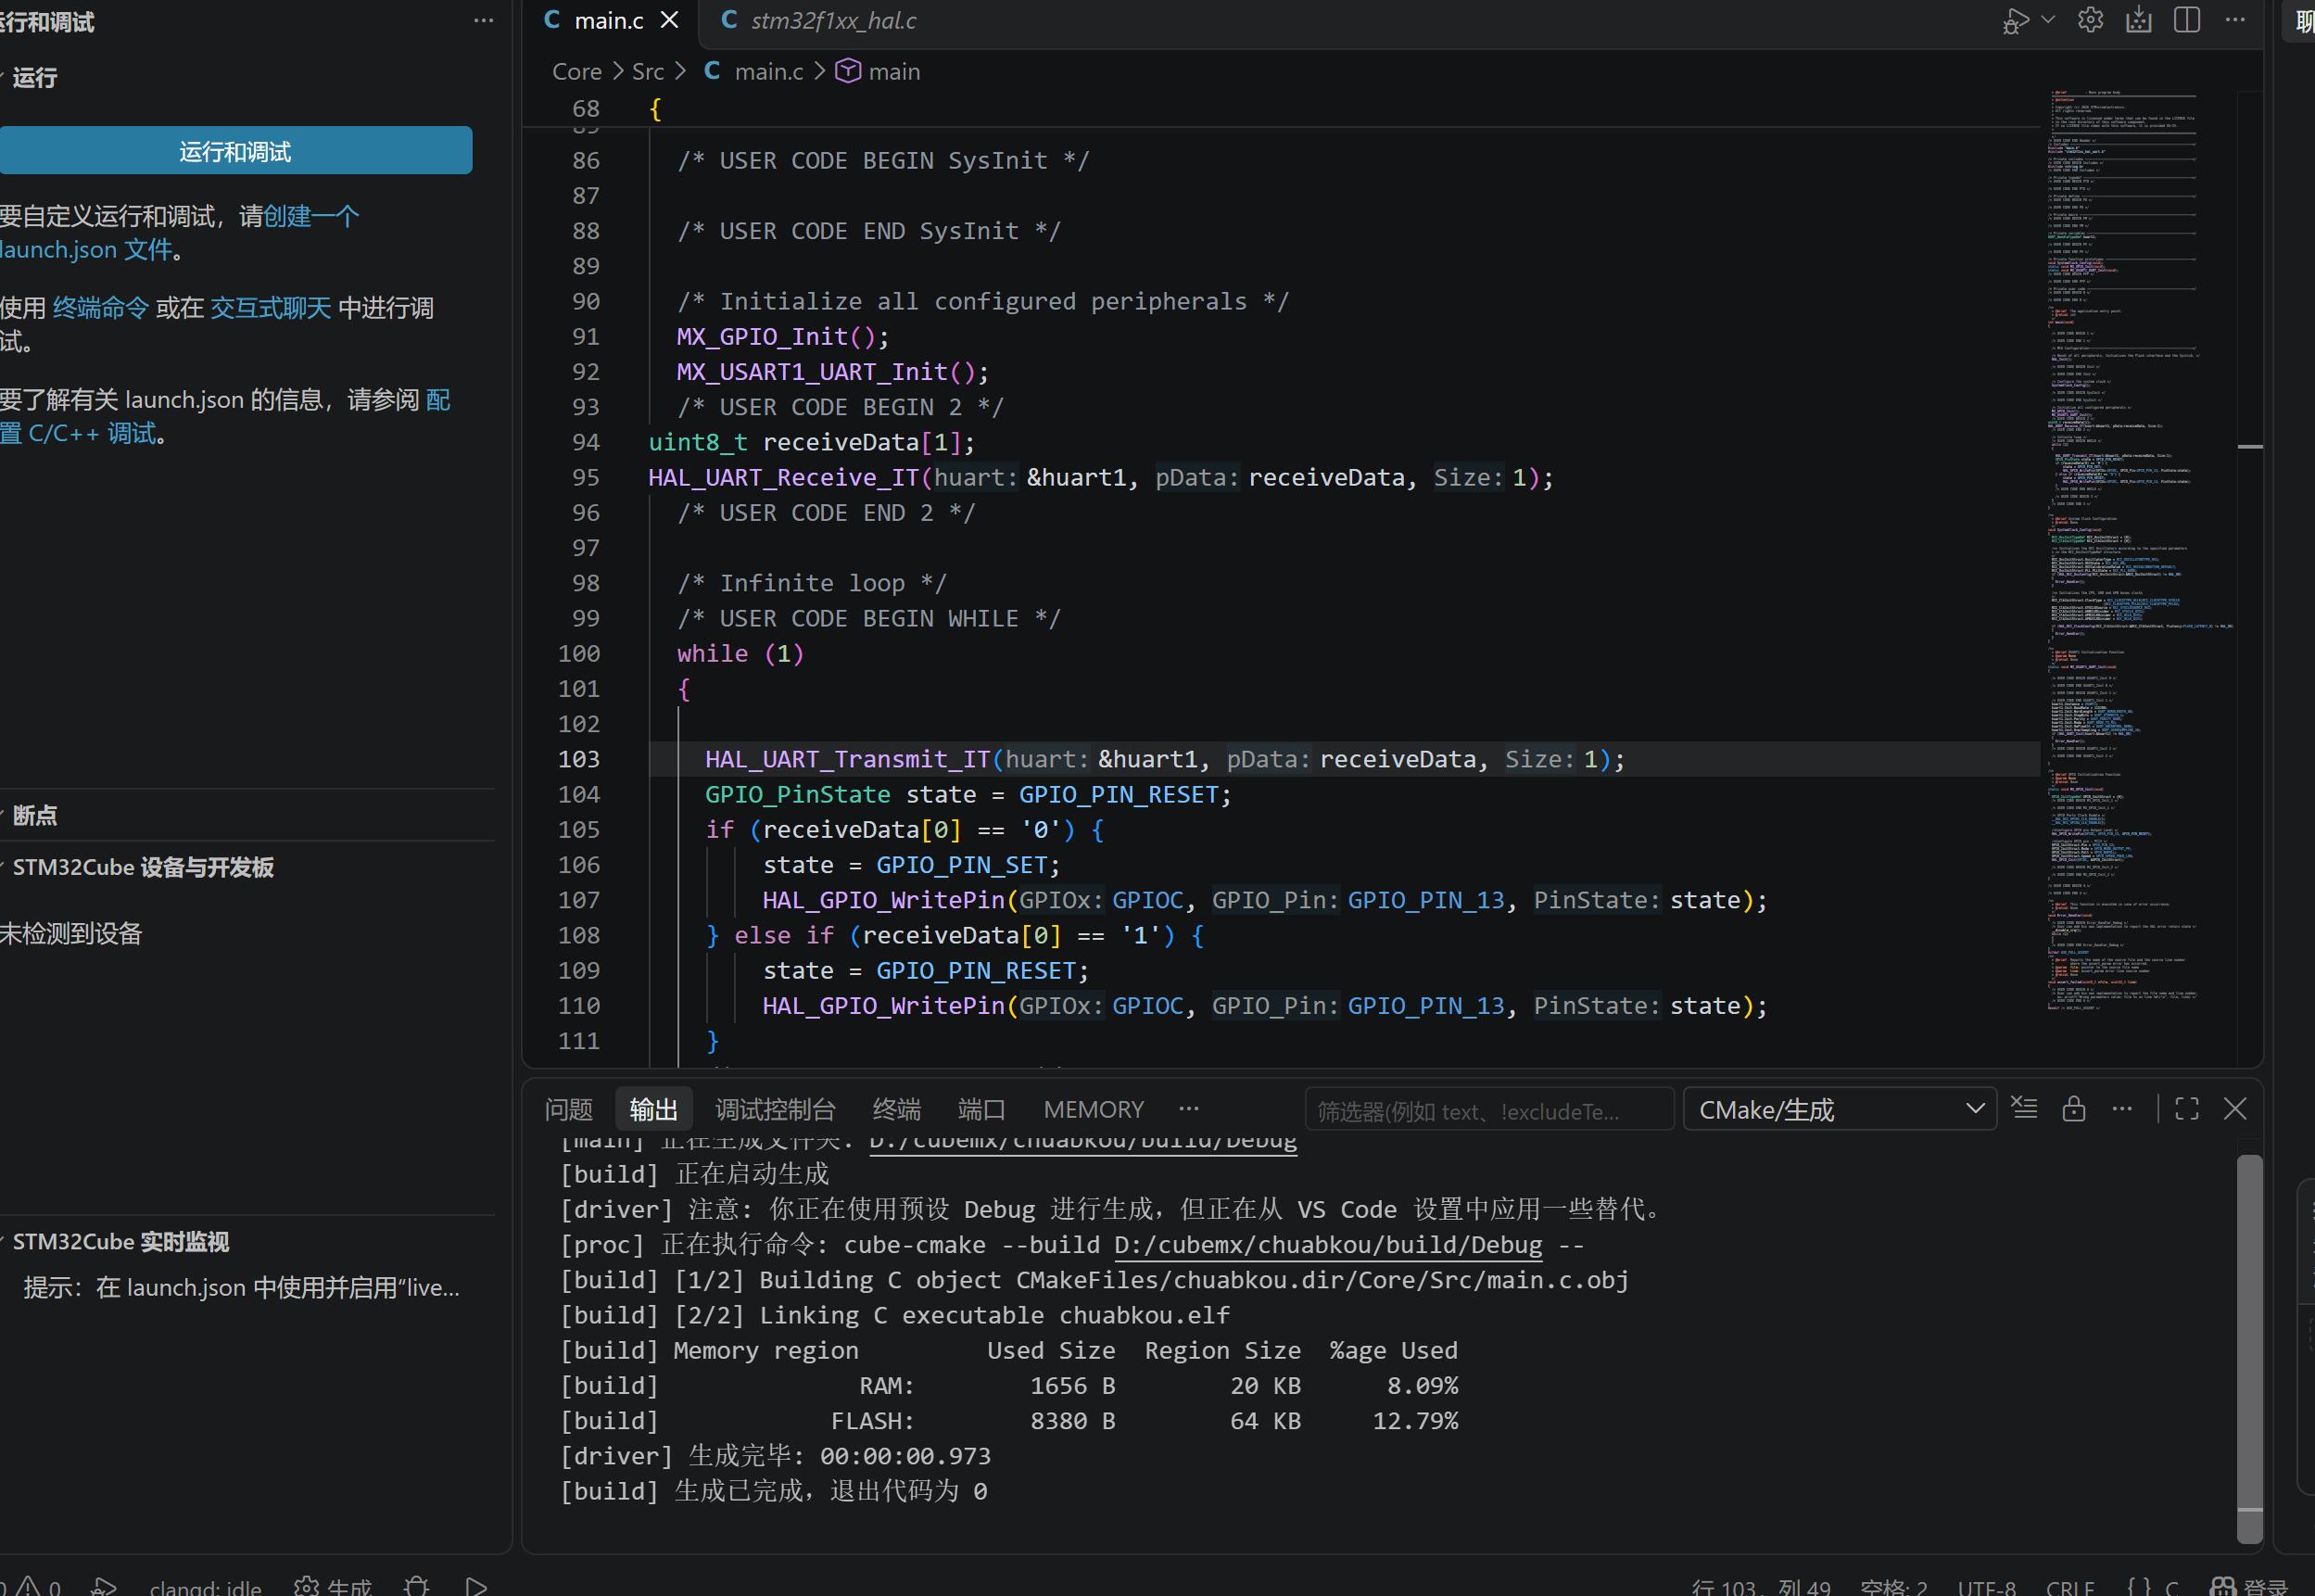 运行和调试
运行
运行和调试
要自定义运行和调试，请创建一个
launch.json 文件。
使用 终端命令 或在 交互式聊天 中进行调
试。
要了解有关 launch.json 的信息，请参阅 配
置 C/C++ 调试。
断点
STM32Cube 设备与开发板
未检测到设备
STM32Cube 实时监视
提示：在 launch.json 中使用并启用“live...
C main.c
C stm32f1xx_hal.c
Core > Src > C main.c > main
68 {
86 /* USER CODE BEGIN SysInit */
87
88 /* USER CODE END SysInit */
89
90 /* Initialize all configured peripherals */
91 MX_GPIO_Init();
92 MX_USART1_UART_Init();
93 /* USER CODE BEGIN 2 */
94 uint8_t receiveData[1];
95 HAL_UART_Receive_IT(huart: &huart1, pData: receiveData, Size: 1);
96 /* USER CODE END 2 */
97
98 /* Infinite loop */
99 /* USER CODE BEGIN WHILE */
100 while (1)
101 {
102
103 HAL_UART_Transmit_IT(huart: &huart1, pData: receiveData, Size: 1);
104 GPIO_PinState state = GPIO_PIN_RESET;
105 if (receiveData[0] == '0') {
106 state = GPIO_PIN_SET;
107 HAL_GPIO_WritePin(GPIOx: GPIOC, GPIO_Pin: GPIO_PIN_13, PinState: state);
108 } else if (receiveData[0] == '1') {
109 state = GPIO_PIN_RESET;
110 HAL_GPIO_WritePin(GPIOx: GPIOC, GPIO_Pin: GPIO_PIN_13, PinState: state);
111 }
问题 输出 调试控制台 终端 端口 MEMORY ···
筛选器(例如 text、!excludeTe...
CMake/生成
[main] 正在生成文件夹: D:/cubemx/chuabkou/build/Debug
[build] 正在启动生成
[driver] 注意: 你正在使用预设 Debug 进行生成，但正在从 VS Code 设置中应用一些替代。
[proc] 正在执行命令: cube-cmake --build D:/cubemx/chuabkou/build/Debug --
[build] [1/2] Building C object CMakeFiles/chuabkou.dir/Core/Src/main.c.obj
[build] [2/2] Linking C executable chuabkou.elf
[build] Memory region Used Size Region Size %age Used
[build] RAM: 1656 B 20 KB 8.09%
[build] FLASH: 8380 B 64 KB 12.79%
[driver] 生成完毕: 00:00:00.973
[build] 生成已完成，退出代码为 0
0 clangd: idle 生成
行 103，列 49 空格: 2 UTF-8 CRLF {} C 登录